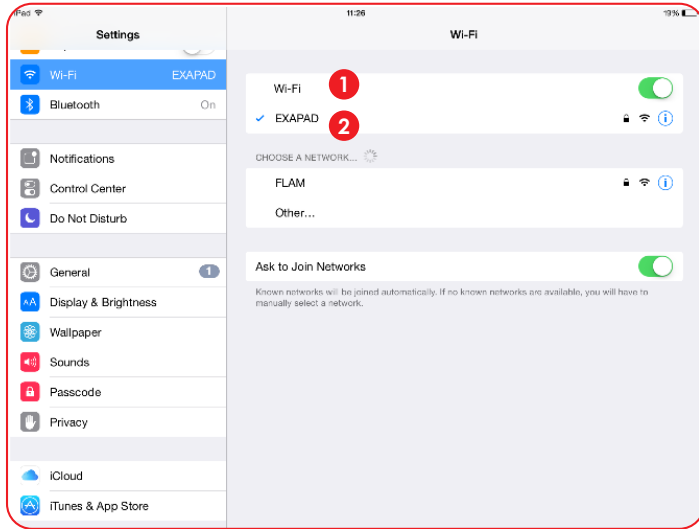 iPad 11:26 19%
Settings
Wi-Fi EXAPAD
Bluetooth On
Notifications
Control Center
Do Not Disturb
General 1
Display & Brightness
AA
Wallpaper
Sounds
Passcode
Privacy
iCloud
iTunes & App Store
Wi-Fi
Wi-Fi 1
EXAPAD 2
CHOOSE A NETWORK...
FLAM
Other...
Ask to Join Networks
Known networks will be joined automatically. If no known networks are available, you will have to
manually select a network.